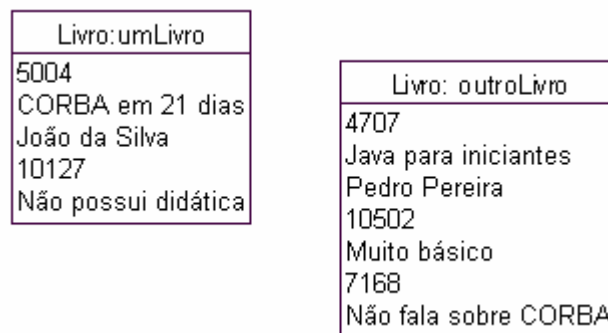 Livro:umLivro
5004
CORBA em 21 dias
João da Silva
10127
Não possui didática
Livro: outroLivro
4707
Java para iniciantes
Pedro Pereira
10502
Muito básico
7168
Não fala sobre CORBA